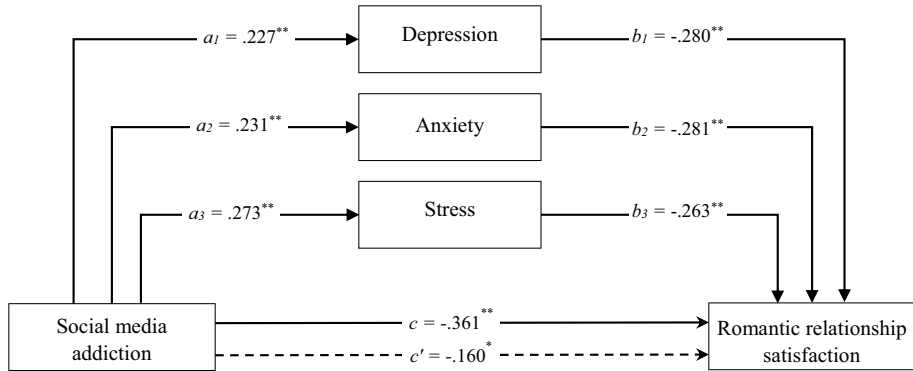 a1 = .227** Depression b1 = -.280**
a2 = .231** Anxiety b2 = -.281**
a3 = .273** Stress b3 = -.263**
Social media
addiction
c = -.361**
c′ = -.160*
Romantic relationship
satisfaction